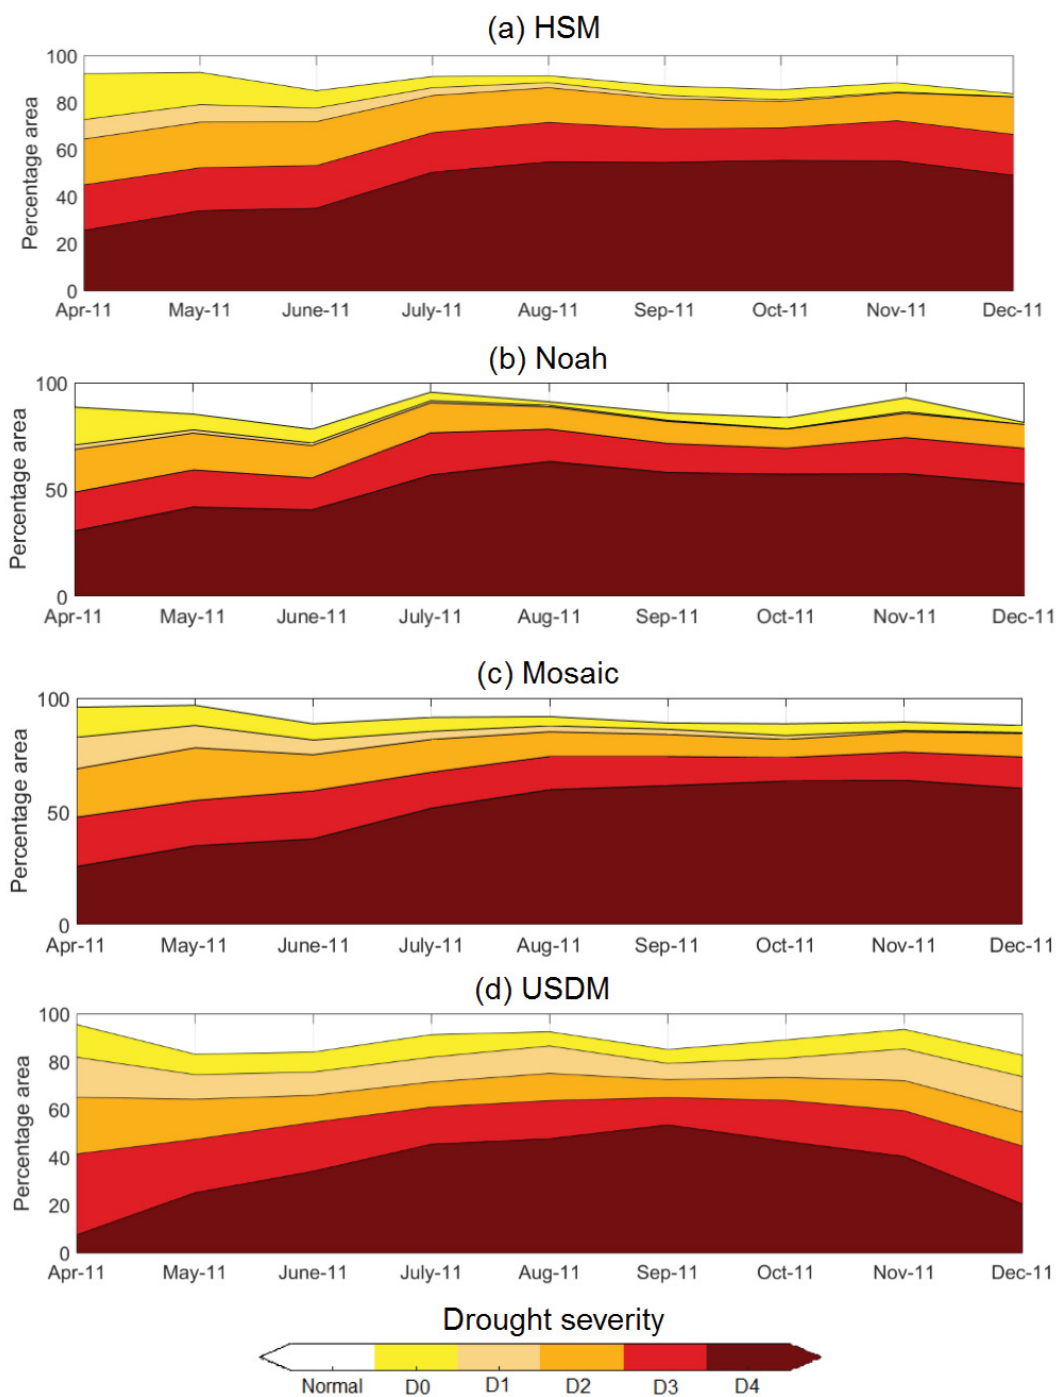 (a) HSM
100
80
60
40
20
0
Percentage area
Apr-11 May-11 June-11 July-11 Aug-11 Sep-11 Oct-11 Nov-11 Dec-11
(b) Noah
100
50
0
Percentage area
Apr-11 May-11 June-11 July-11 Aug-11 Sep-11 Oct-11 Nov-11 Dec-11
(c) Mosaic
100
50
0
Percentage area
Apr-11 May-11 June-11 July-11 Aug-11 Sep-11 Oct-11 Nov-11 Dec-11
(d) USDM
100
80
60
40
20
0
Percentage area
Apr-11 May-11 June-11 July-11 Aug-11 Sep-11 Oct-11 Nov-11 Dec-11
Drought severity
Normal D0 D1 D2 D3 D4